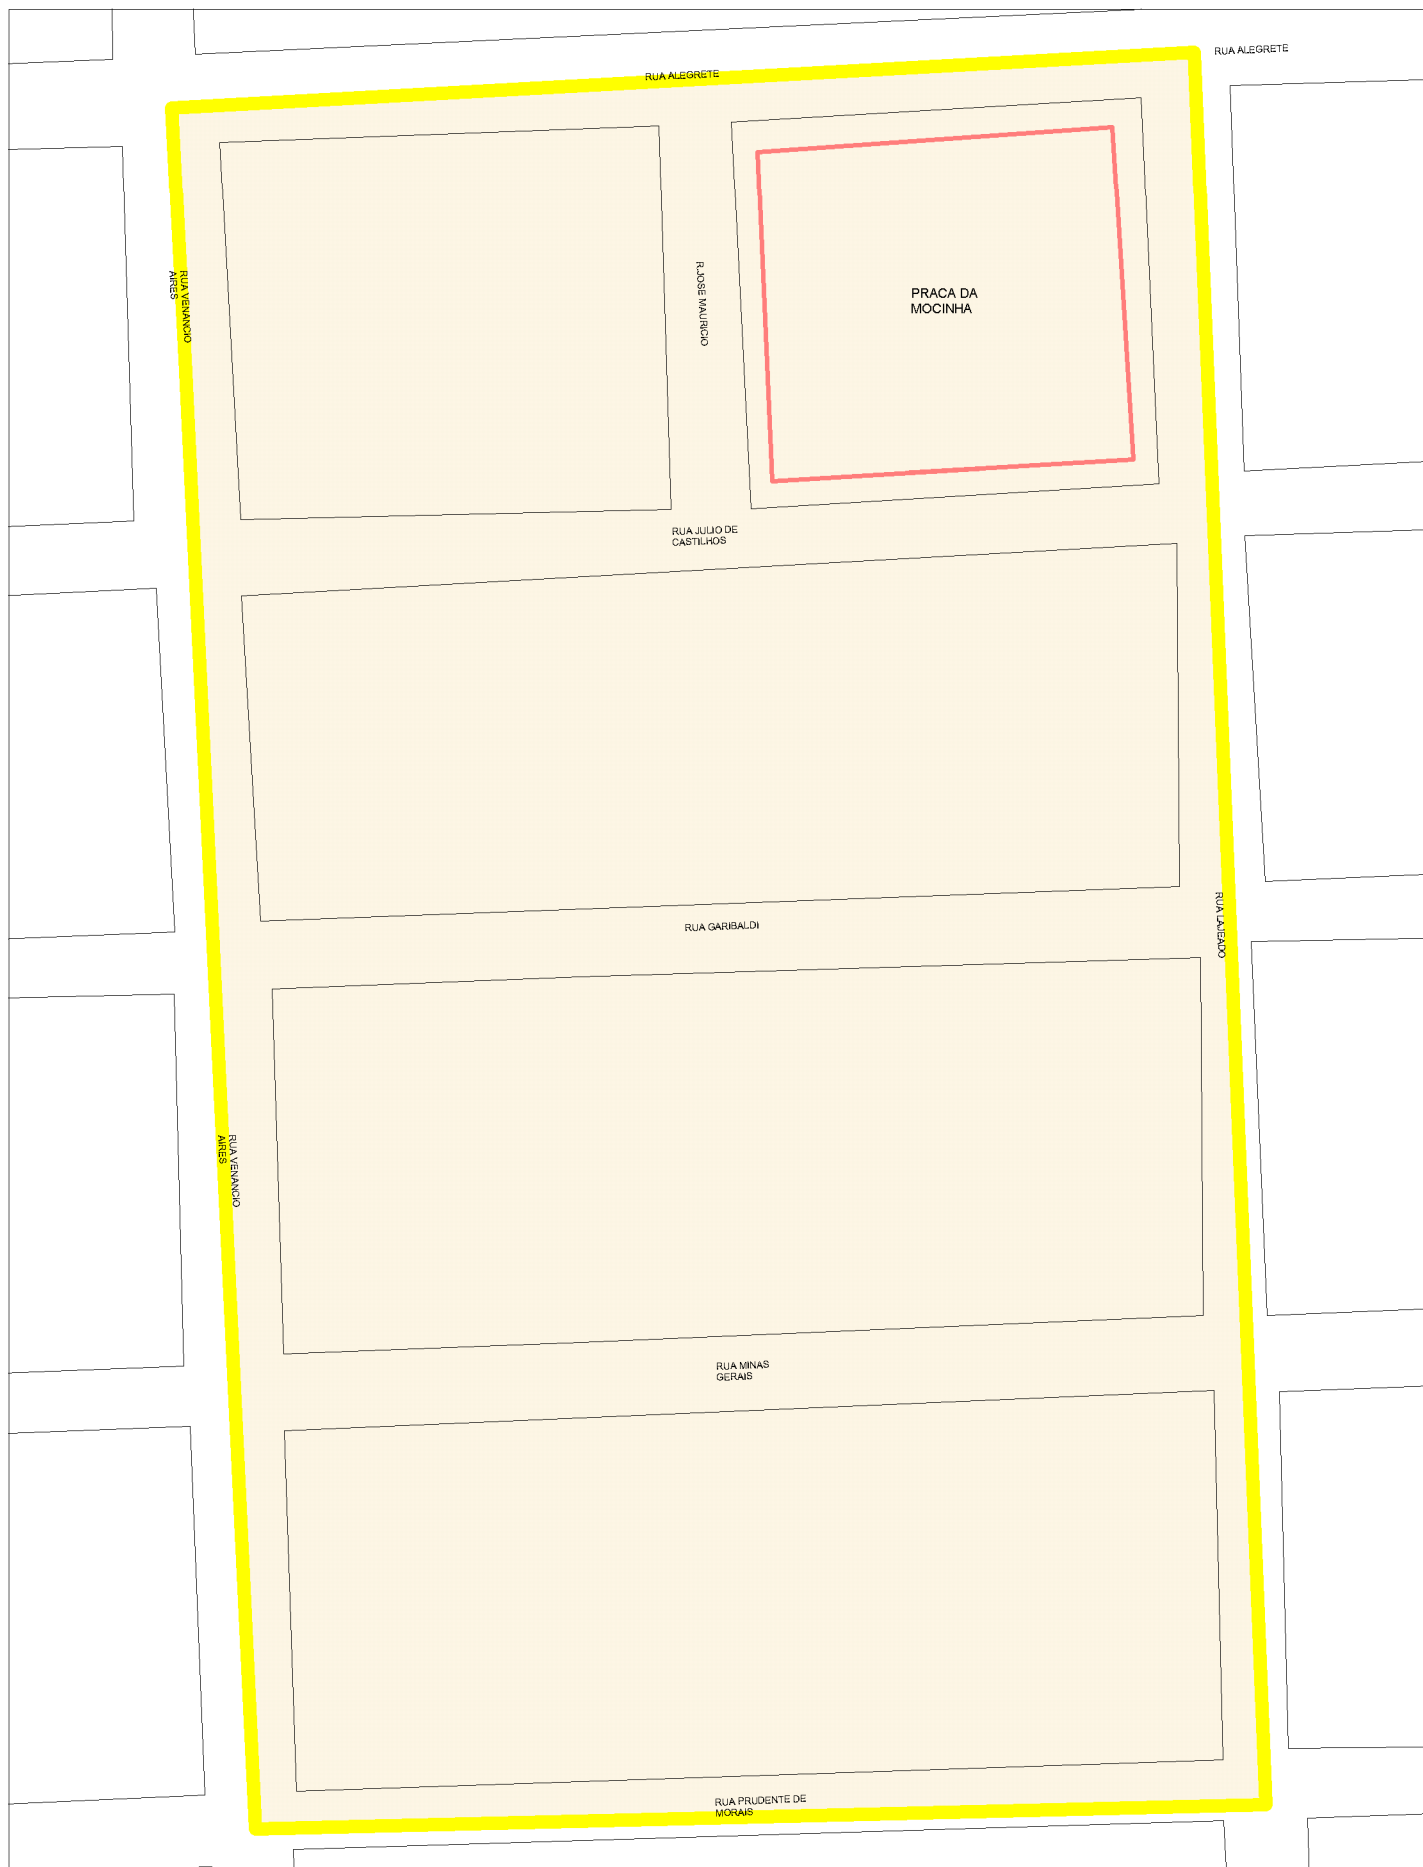 RUA ALEGRETE
RUA ALEGRETE
RUA VENANCIO
AIRES
R.JOSE MAURICIO
PRACA DA
MOCINHA
RUA JULIO DE
CASTILHOS
RUA GARIBALDI
RUA LAJEADO
RUA VENANCIO
AIRES
RUA MINAS
GERAIS
RUA PRUDENTE DE
MORAIS